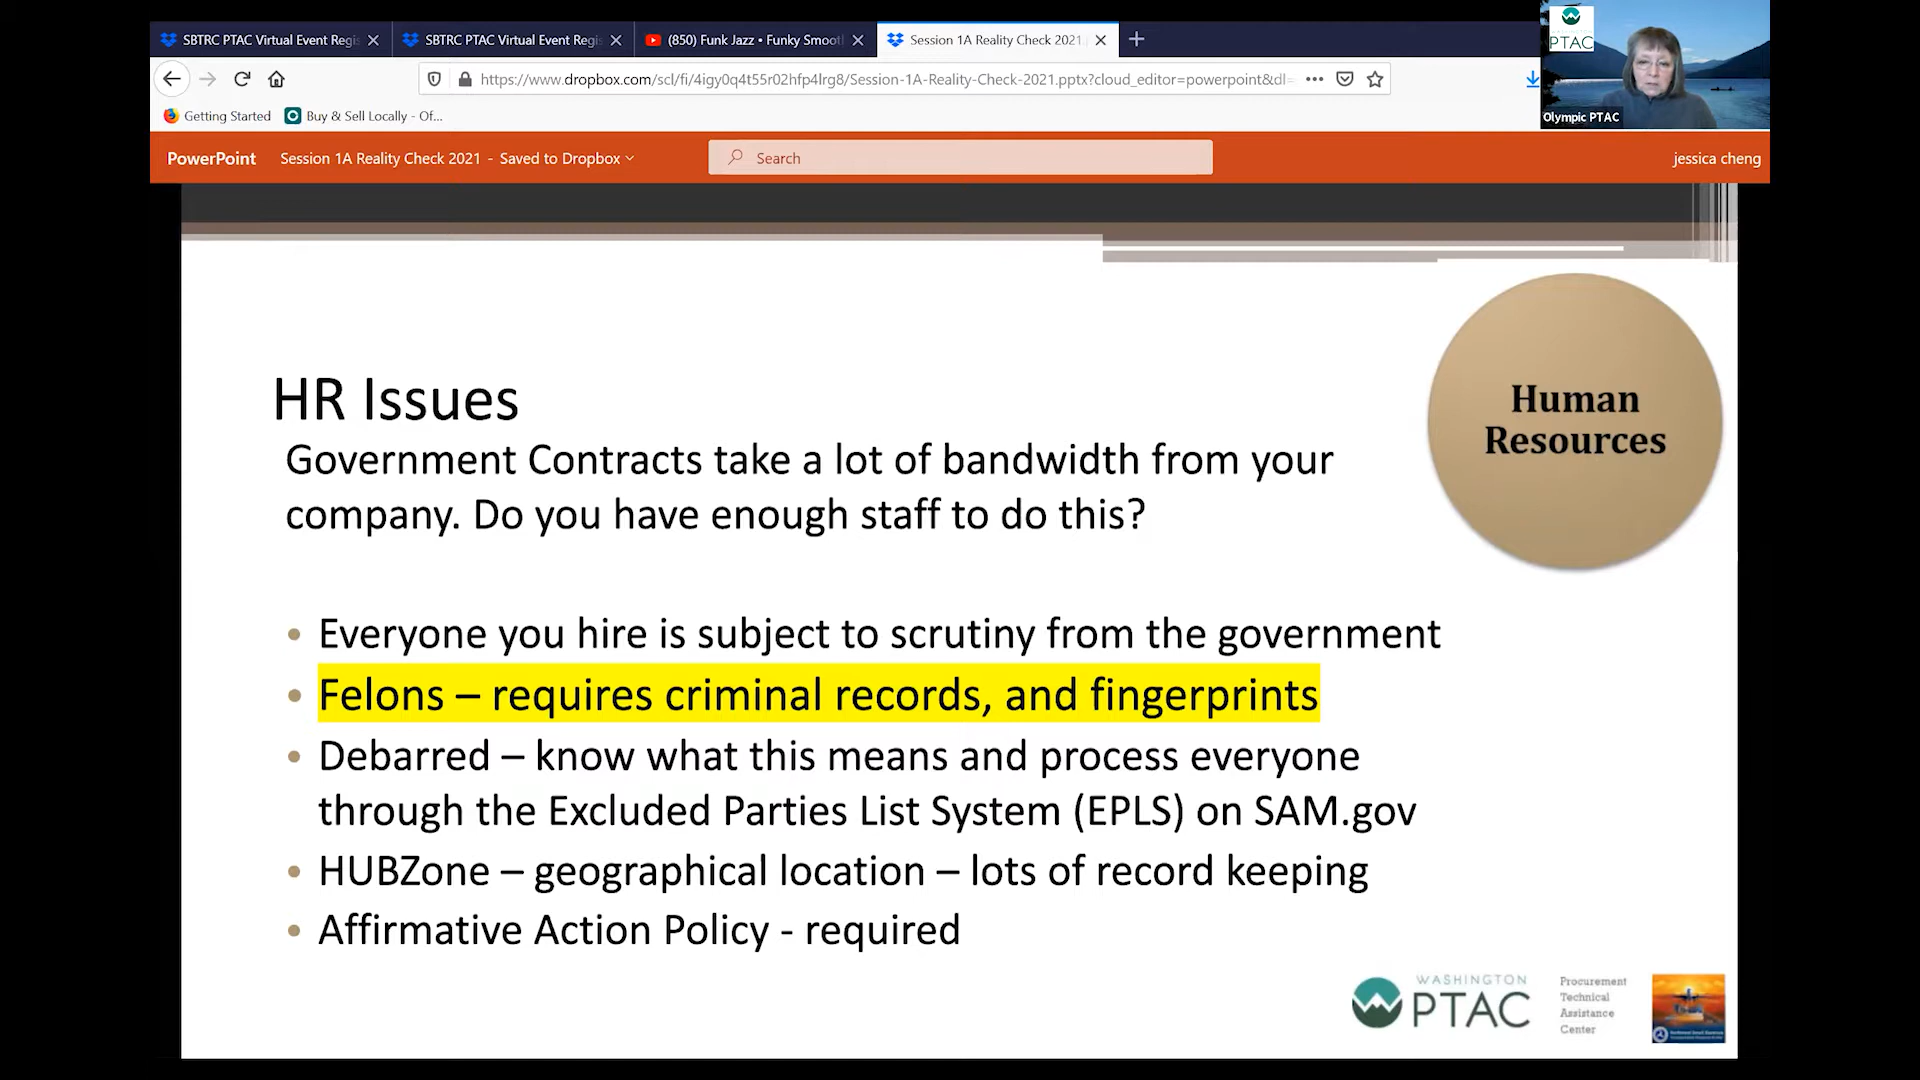 SBTRC PTAC Virtual Event Regis
SBTRC PTAC Virtual Event Regis
(850) Funk Jazz • Funky Smoot
Session 1A Reality Check 2021.
PTAC
https://www.dropbox.com/scl/fi/4igy0q4t55r02hfp4lrg8/Session-1A-Reality-Check-2021.pptx?cloud_editor=powerpoint&dl=
Getting Started
Buy & Sell Locally - Of...
Olympic PTAC
PowerPoint
Session 1A Reality Check 2021 - Saved to Dropbox
Search
jessica cheng
Human
Resources
HR Issues
Government Contracts take a lot of bandwidth from your
company. Do you have enough staff to do this?
• Everyone you hire is subject to scrutiny from the government
• Felons – requires criminal records, and fingerprints
• Debarred – know what this means and process everyone
through the Excluded Parties List System (EPLS) on SAM.gov
• HUBZone – geographical location – lots of record keeping
• Affirmative Action Policy - required
WASHINGTON
PTAC
Procurement
Technical
Assistance
Center